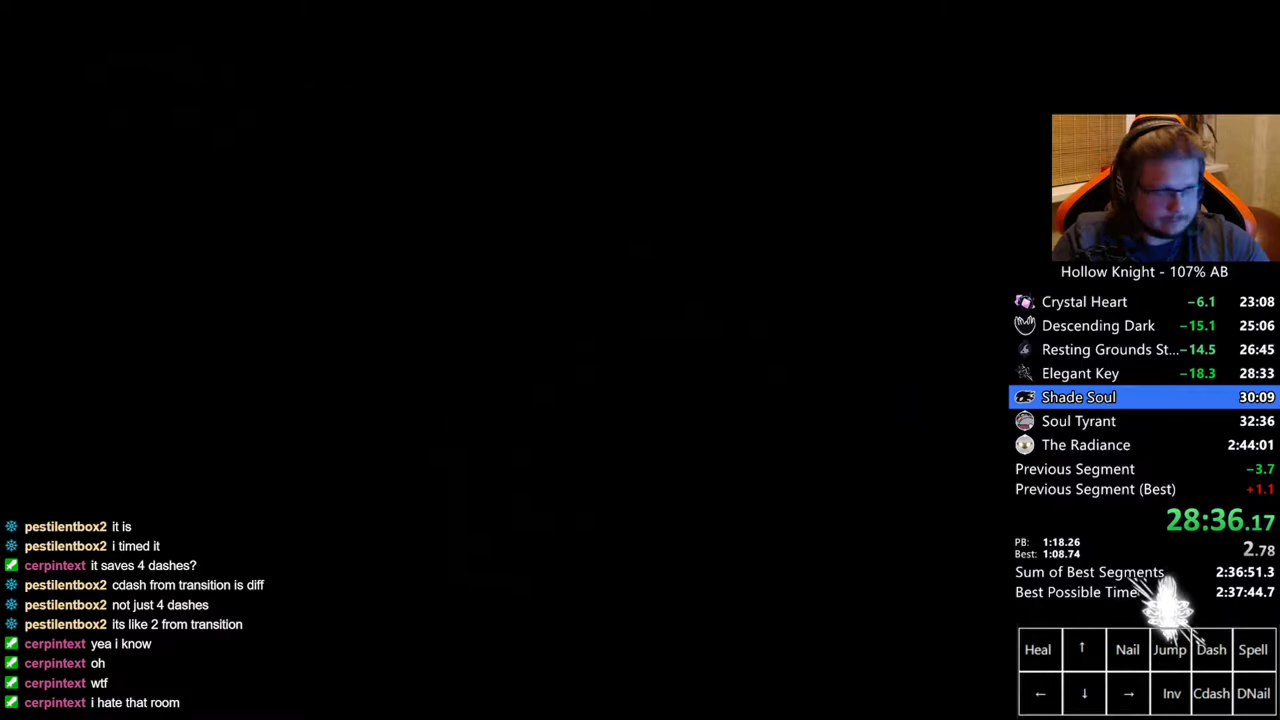 Hollow Knight - 107% AB
Crystal Heart −6.1 23:08
Descending Dark −15.1 25:06
Resting Grounds St... −14.5 26:45
Elegant Key −18.3 28:33
Shade Soul 30:09
Soul Tyrant 32:36
The Radiance 2:44:01
Previous Segment −3.7
Previous Segment (Best) +1.1
28:36.17
PB: 1:18.26
Best: 1:08.74
2.78
Sum of Best Segments 2:36:51.3
Best Possible Time 2:37:44.7
Heal ↑ Nail Jump Dash Spell
← ↓ → Inv Cdash DNail
pestilentbox2 it is
pestilentbox2 i timed it
cerpintext it saves 4 dashes?
pestilentbox2 cdash from transition is diff
pestilentbox2 not just 4 dashes
pestilentbox2 its like 2 from transition
cerpintext yea i know
cerpintext oh
cerpintext wtf
cerpintext i hate that room